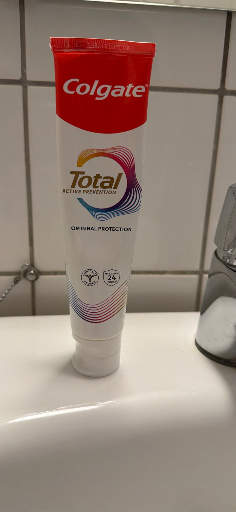 Colgate
Total
ACTIVE PREVENTION
ORIGINAL PROTECTION
24